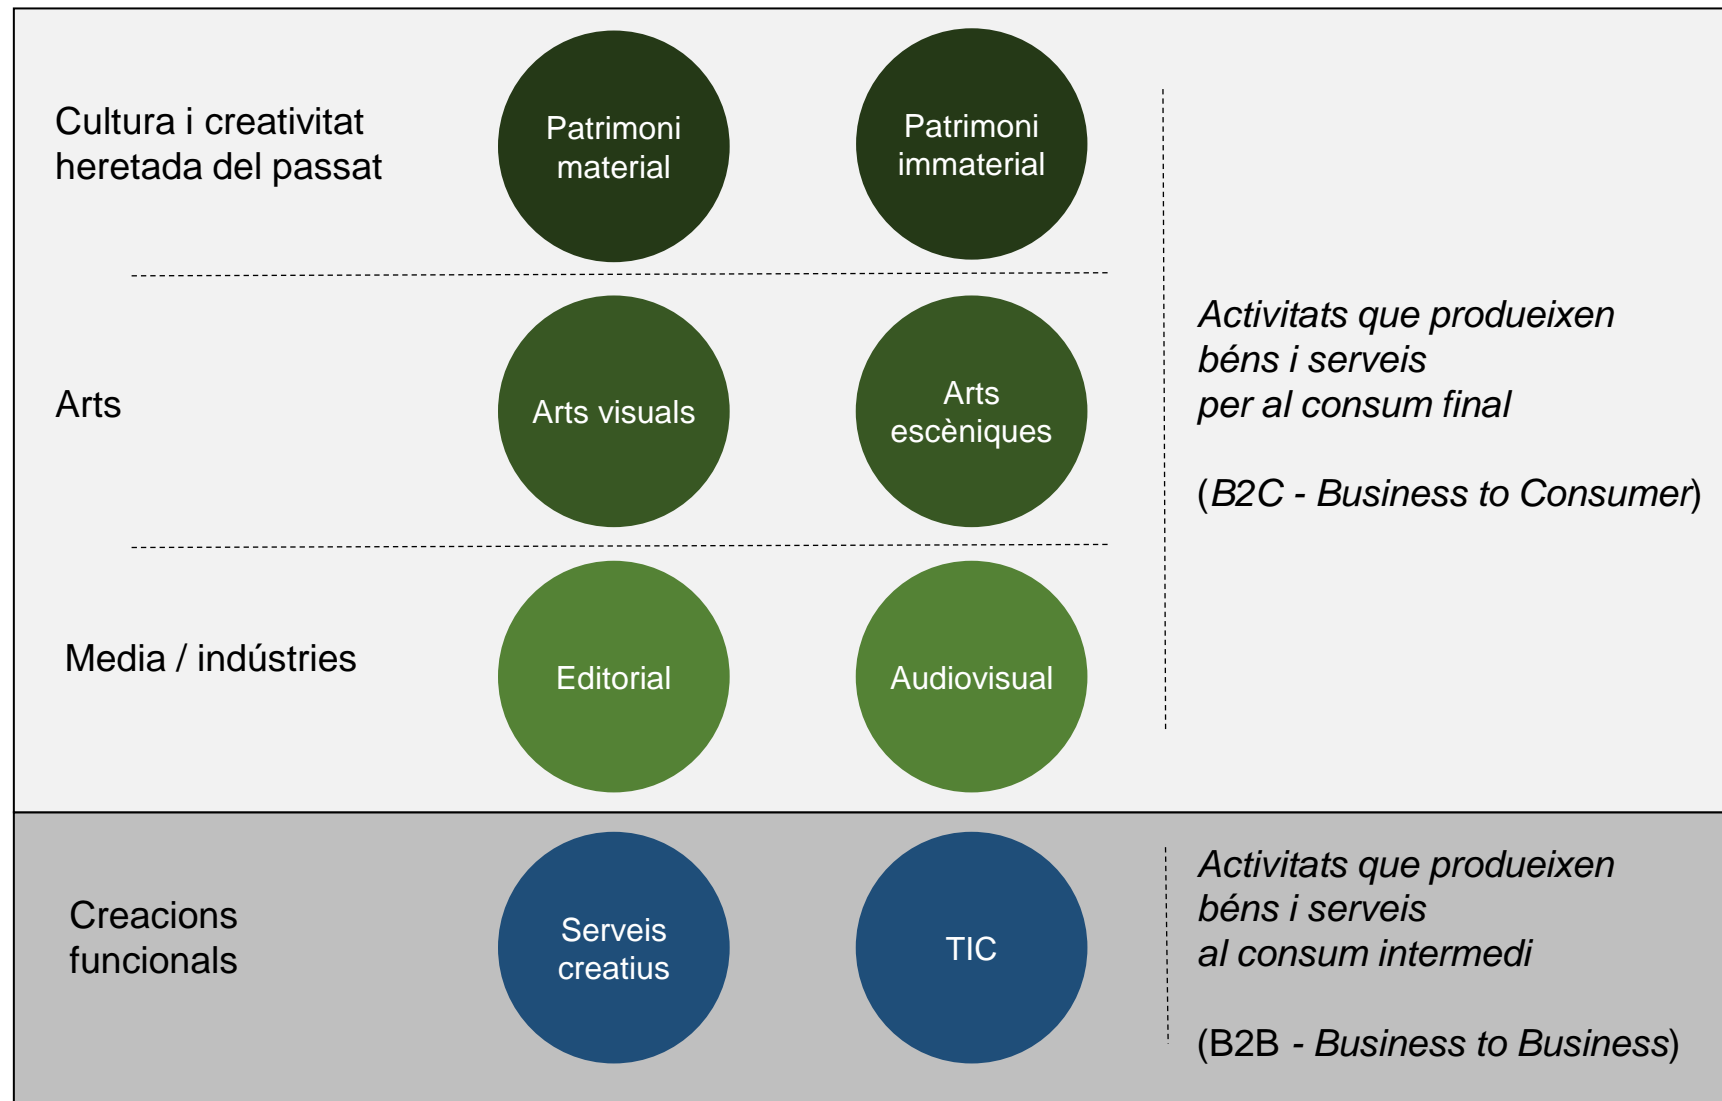 Cultura i creativitat
heretada del passat
Patrimoni
material
Patrimoni
immaterial
Arts
Arts visuals
Arts
escèniques
Media / indústries
Editorial
Audiovisual
Activitats que produeixen
béns i serveis
per al consum final
(B2C - Business to Consumer)
Creacions
funcionals
Serveis
creatius
TIC
Activitats que produeixen
béns i serveis
al consum intermedi
(B2B - Business to Business)